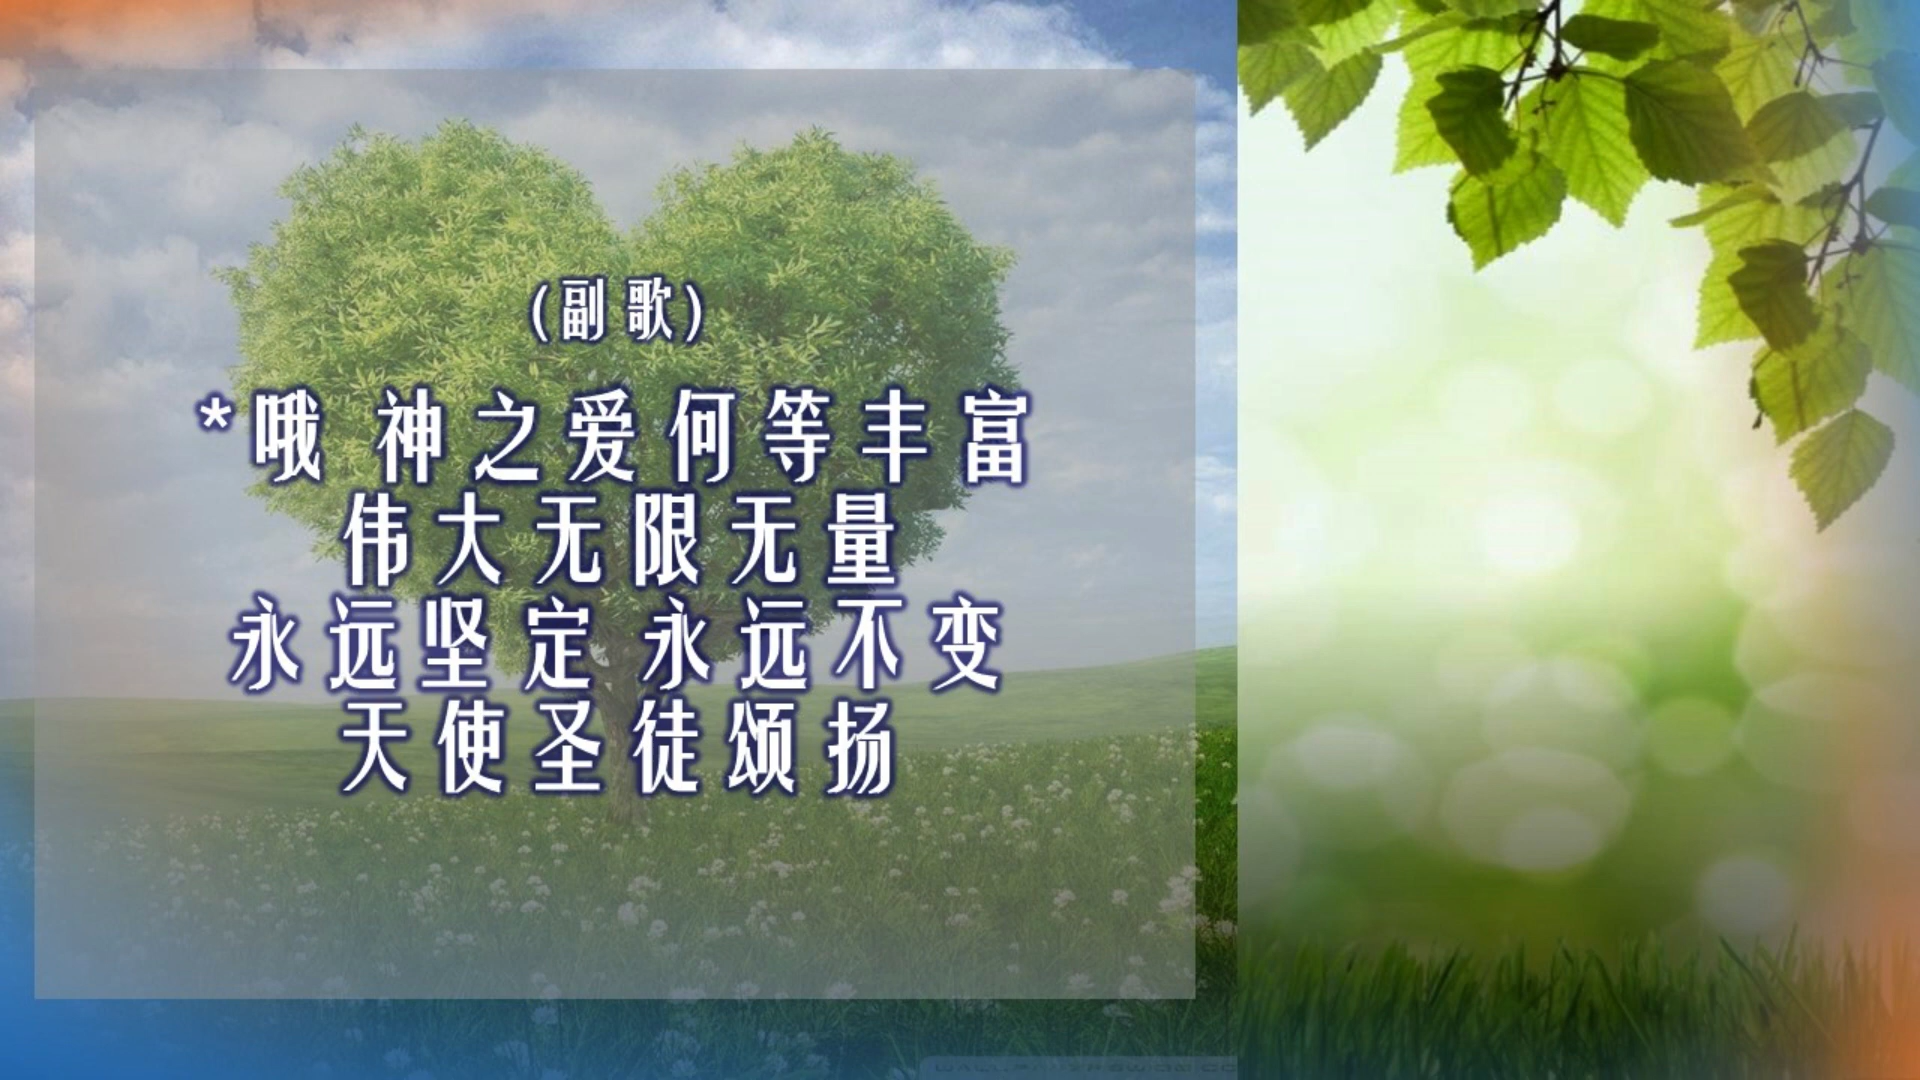 (副歌)
*哦 神之爱何等丰富
伟大无限无量
永远坚定 永远不变
天使圣徒颂扬